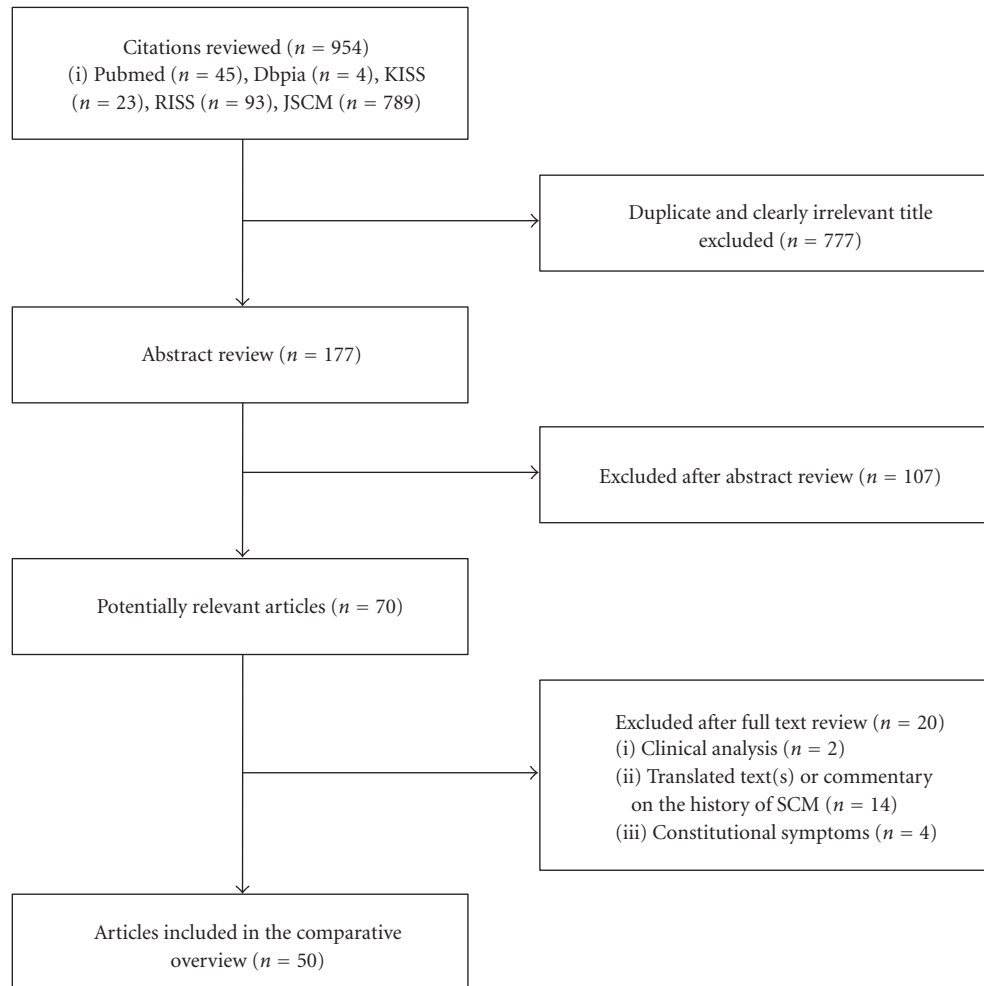 Citations reviewed (n = 954)
(i) Pubmed (n = 45), Dbpia (n = 4), KISS
(n = 23), RISS (n = 93), JSCM (n = 789)
Duplicate and clearly irrelevant title
excluded (n = 777)
Abstract review (n = 177)
Excluded after abstract review (n = 107)
Potentially relevant articles (n = 70)
Excluded after full text review (n = 20)
(i) Clinical analysis (n = 2)
(ii) Translated text(s) or commentary
on the history of SCM (n = 14)
(iii) Constitutional symptoms (n = 4)
Articles included in the comparative
overview (n = 50)